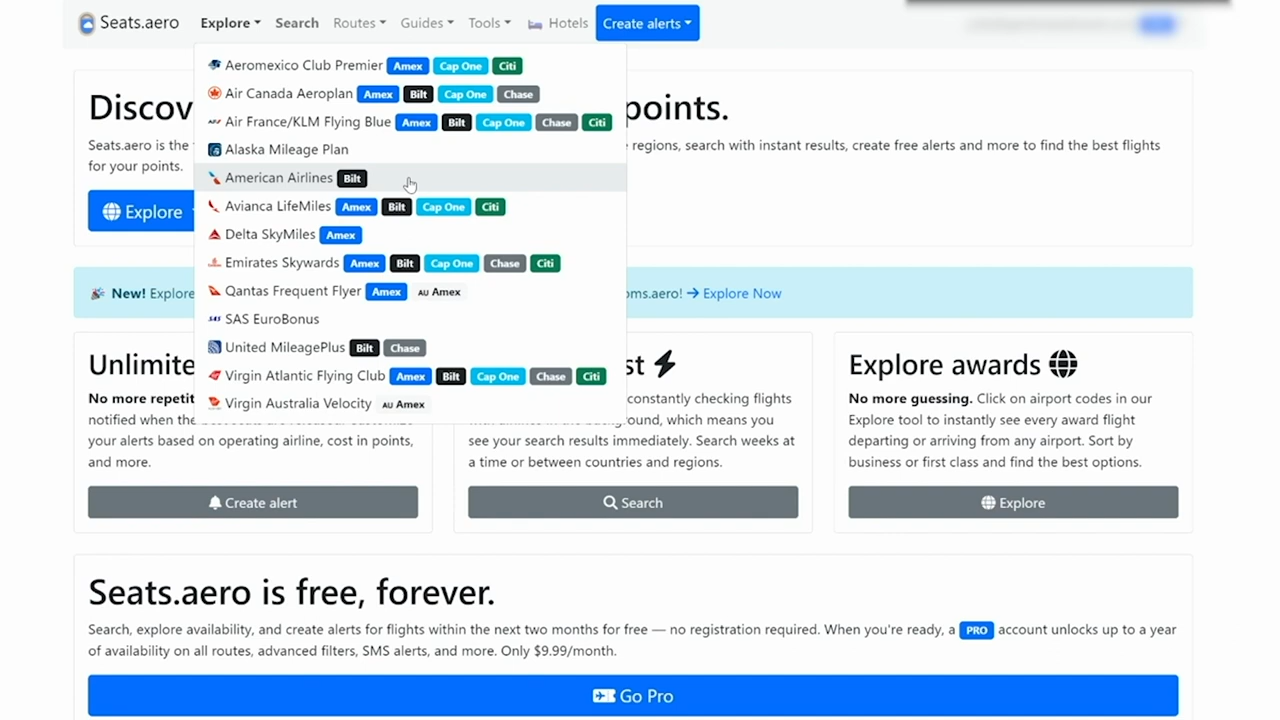 Seats.aero Explore Search Routes Guides Tools Hotels Create alerts
Aeromexico Club Premier Amex Cap One Citi
Air Canada Aeroplan Amex Bilt Cap One Chase
Air France/KLM Flying Blue Amex Bilt Cap One Chase Citi
Alaska Mileage Plan
American Airlines Bilt
Avianca LifeMiles Amex Bilt Cap One Citi
Delta SkyMiles Amex
Emirates Skywards Amex Bilt Cap One Chase Citi
Qantas Frequent Flyer Amex AU Amex
SAS EuroBonus
United MileagePlus Bilt Chase
Virgin Atlantic Flying Club Amex Bilt Cap One Chase Citi
Virgin Australia Velocity AU Amex
Discov points.
Seats.aero is the regions, search with instant results, create free alerts and more to find the best flights
for your points.
Explore
New! Explore oms.aero! → Explore Now
Unlimite
No more repetit
notified when the
your alerts based on operating airline, cost in points,
and more.
Create alert
st
constantly checking flights
with airlines in the background, which means you
see your search results immediately. Search weeks at
a time or between countries and regions.
Search
Explore awards
No more guessing. Click on airport codes in our
Explore tool to instantly see every award flight
departing or arriving from any airport. Sort by
business or first class and find the best options.
Explore
Seats.aero is free, forever.
Search, explore availability, and create alerts for flights within the next two months for free — no registration required. When you're ready, a PRO account unlocks up to a year
of availability on all routes, advanced filters, SMS alerts, and more. Only $9.99/month.
Go Pro